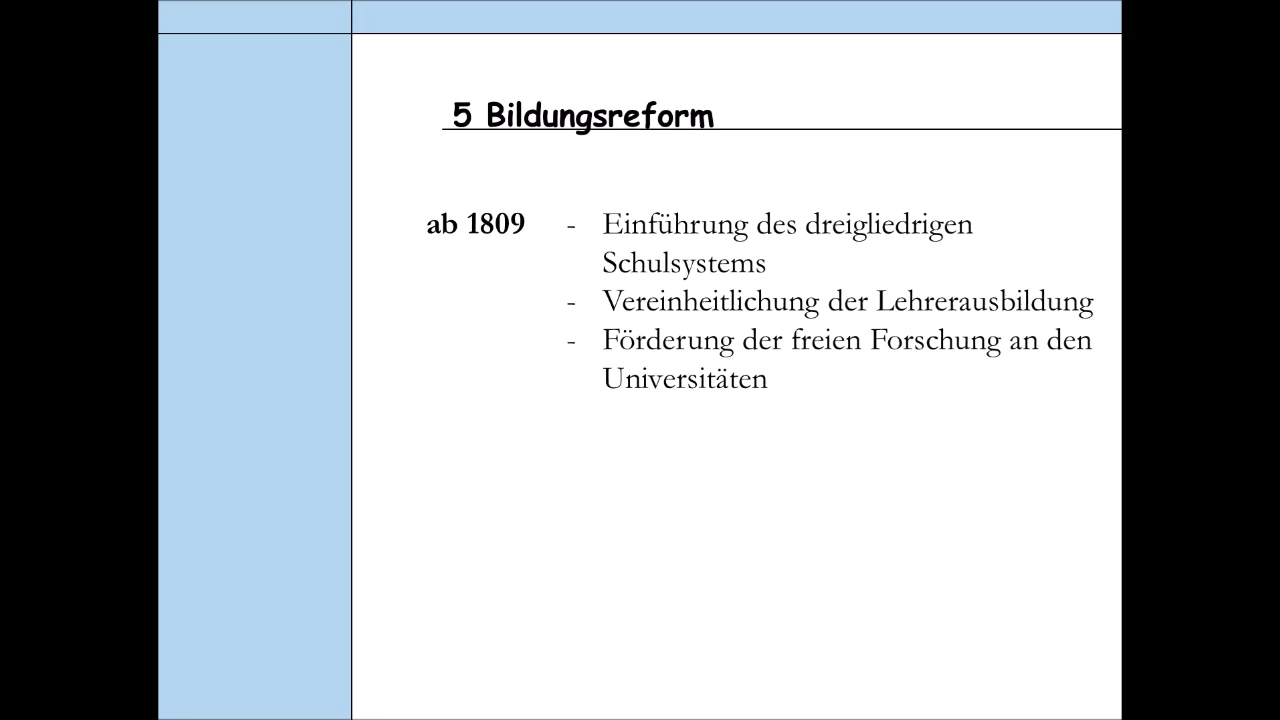 5 Bildungsreform
ab 1809 - Einführung des dreigliedrigen
Schulsystems
- Vereinheitlichung der Lehrerausbildung
- Förderung der freien Forschung an den
Universitäten